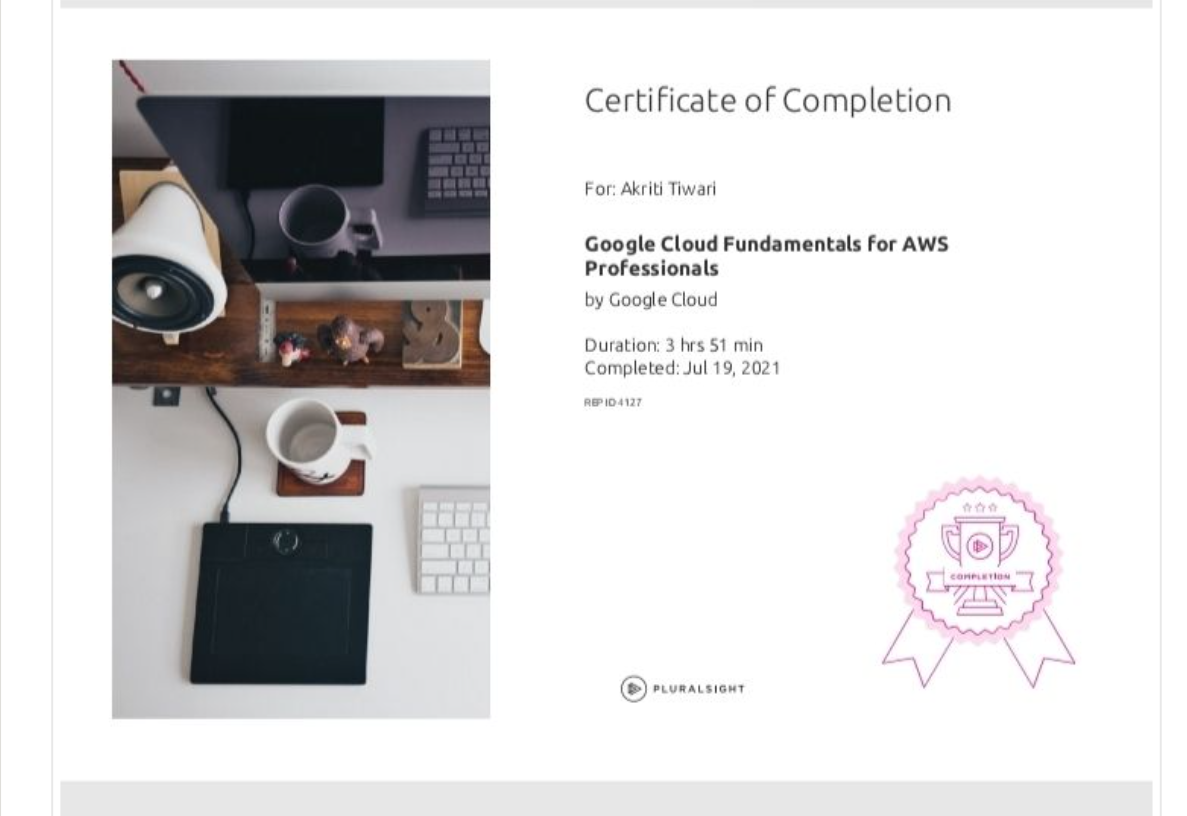 Certificate of Completion
For: Akriti Tiwari
Google Cloud Fundamentals for AWS
Professionals
by Google Cloud
Duration: 3 hrs 51 min
Completed: Jul 19, 2021
REP ID 4127
COMPLETION
PLURALSIGHT